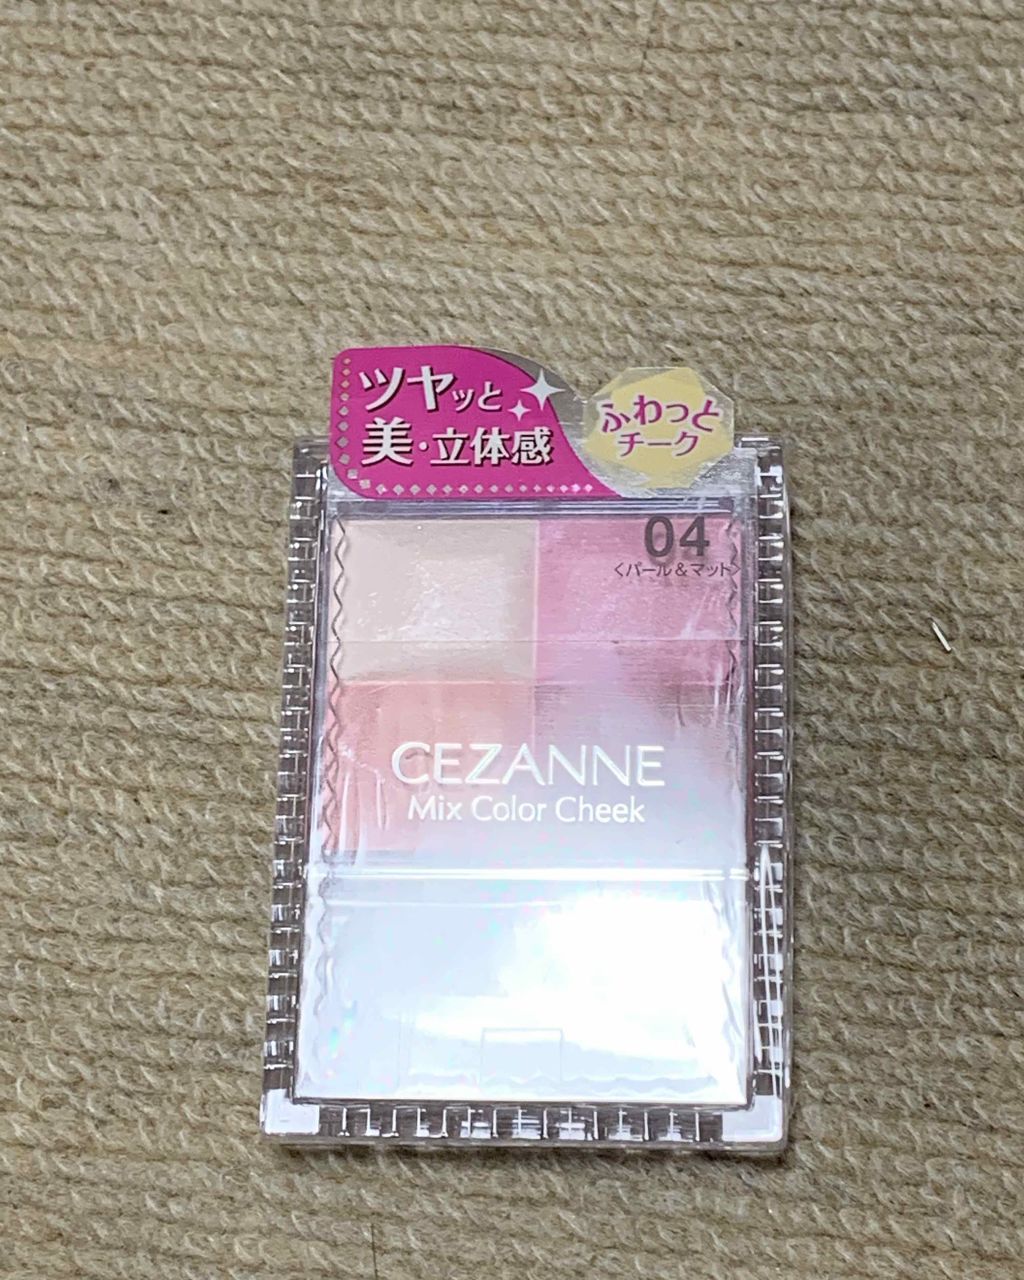 ツヤッと
美・立体感
ふわっと
チーク
04
<パール&マット>
CEZANNE
Mix Color Cheek